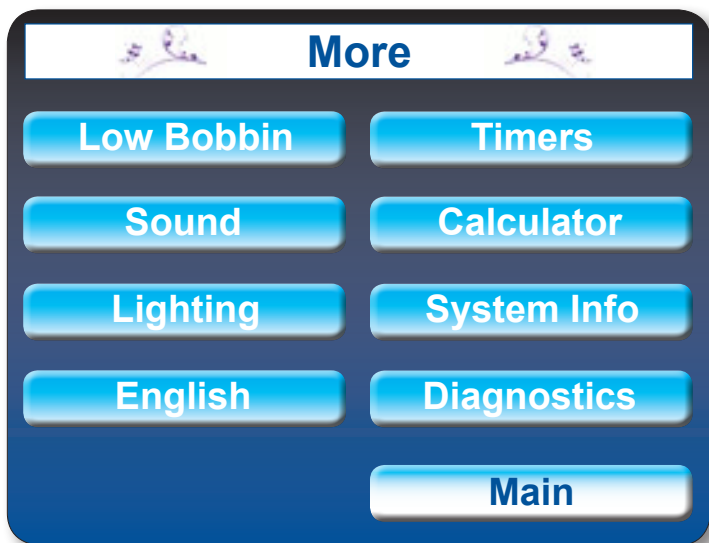 More
Low Bobbin
Timers
Sound
Calculator
Lighting
System Info
English
Diagnostics
Main